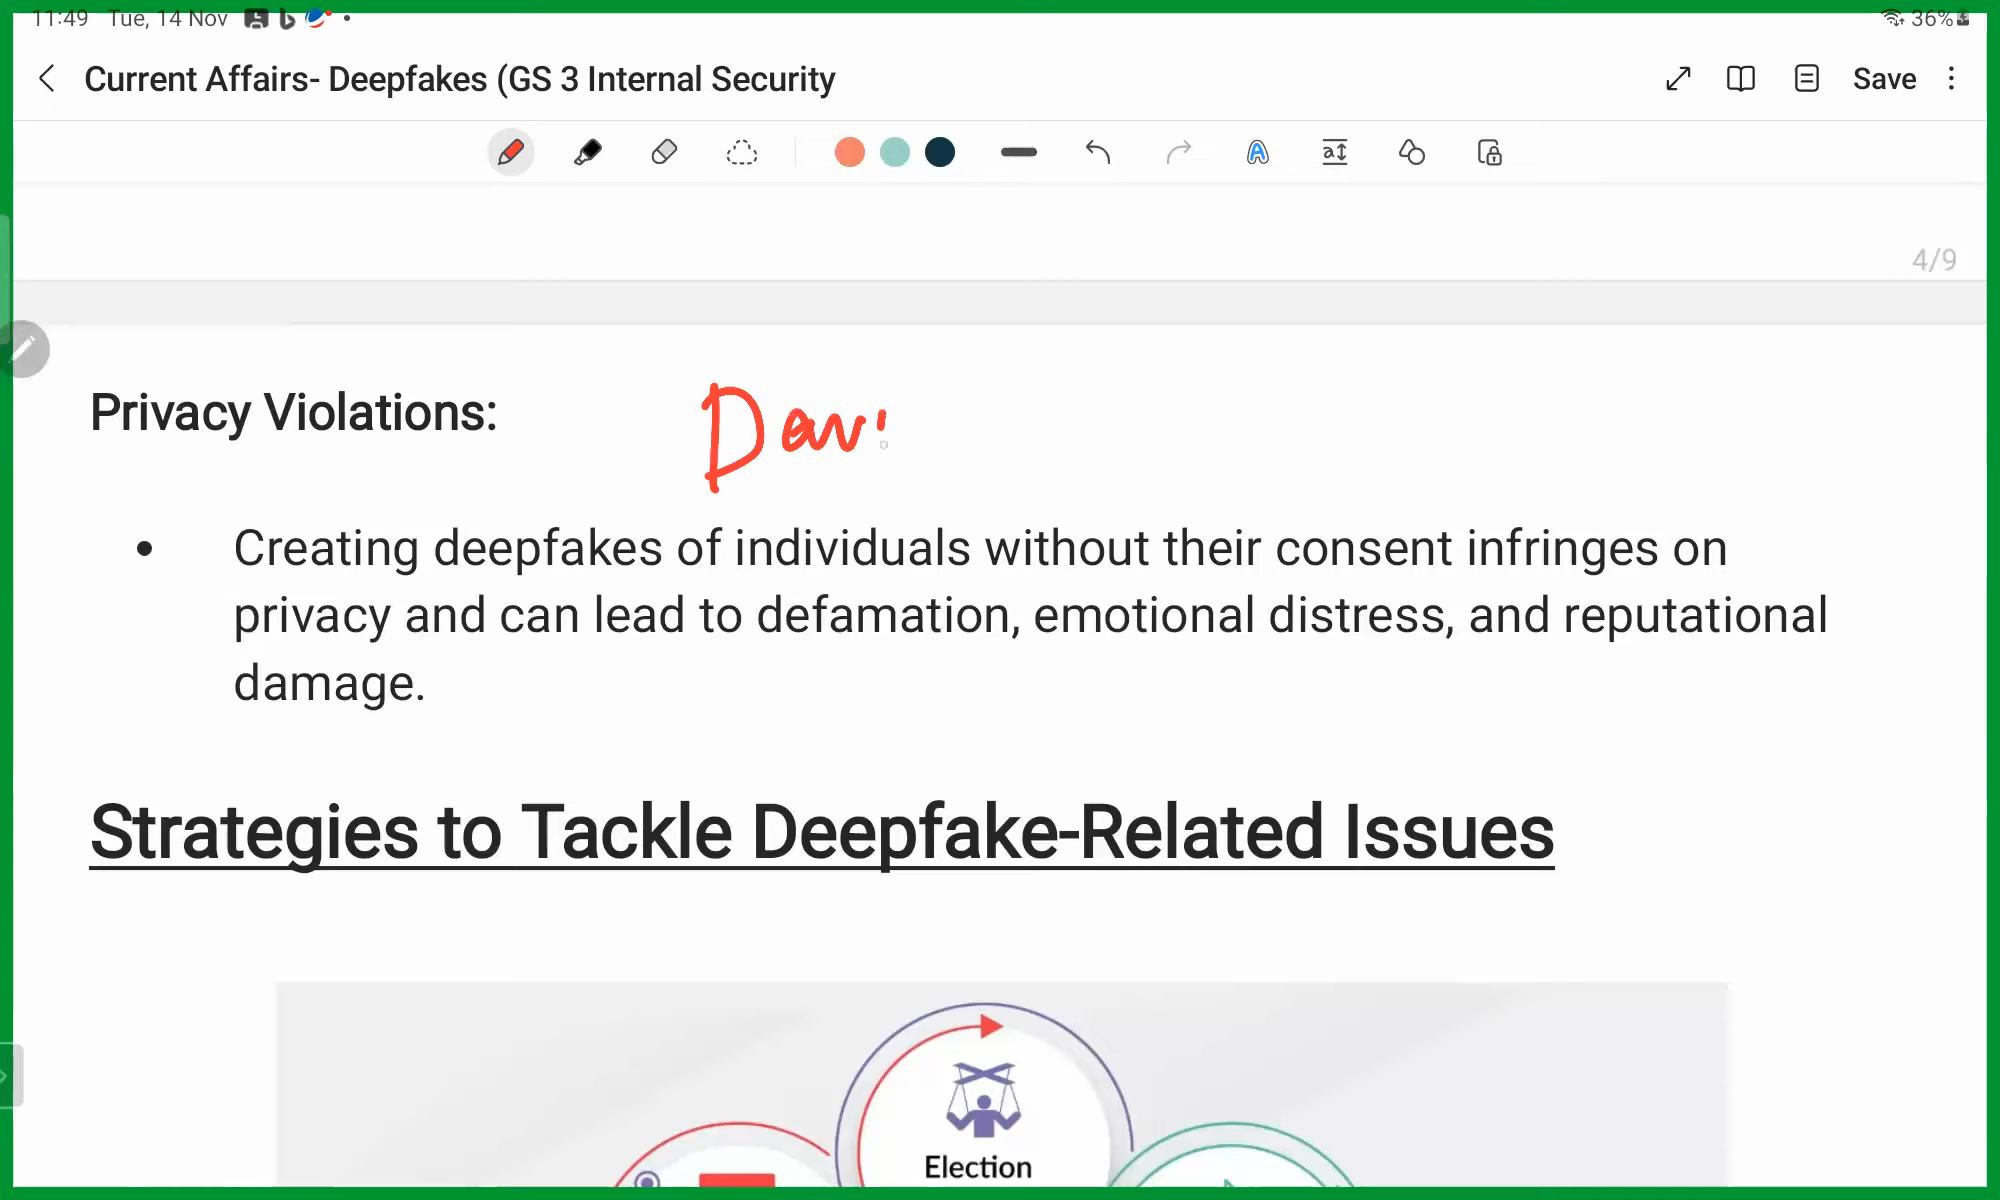 11:49 Tue, 14 Nov 36%
Current Affairs- Deepfakes (GS 3 Internal Security Save
4/9
Privacy Violations:
• Creating deepfakes of individuals without their consent infringes on
privacy and can lead to defamation, emotional distress, and reputational
damage.
Strategies to Tackle Deepfake-Related Issues
Election